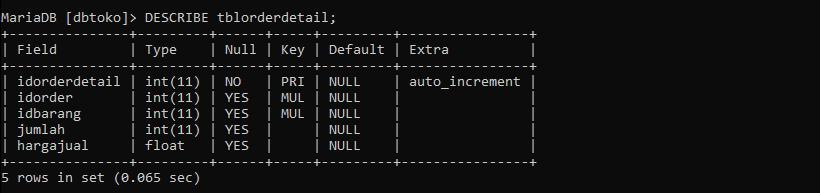 MariaDB [dbtoko]> DESCRIBE tblorderdetail;
+---------------+---------+------+-----+---------+----------------+
| Field         | Type    | Null | Key | Default | Extra          |
+---------------+---------+------+-----+---------+----------------+
| idorderdetail | int(11) | NO   | PRI | NULL    | auto_increment |
| idorder       | int(11) | YES  | MUL | NULL    |                |
| idbarang      | int(11) | YES  | MUL | NULL    |                |
| jumlah        | int(11) | YES  |     | NULL    |                |
| hargajual     | float   | YES  |     | NULL    |                |
+---------------+---------+------+-----+---------+----------------+
5 rows in set (0.065 sec)